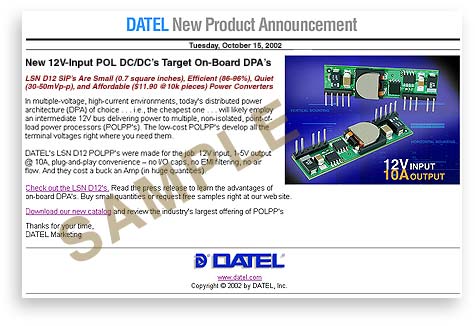 DATEL New Product Announcement
Tuesday, October 15, 2002
New 12V-Input POL DC/DC's Target On-Board DPA's
LSN D12 SIP's Are Small (0.7 square inches), Efficient (86-96%), Quiet
(30-50mVp-p), and Affordable ($11.90 @10k pieces) Power Converters
In multiple-voltage, high-current environments, today's distributed power
architecture (DPA) of choice . . . i.e., the cheapest one . . . will likely employ
an intermediate 12V bus delivering power to multiple, non-isolated, point-of-
load power processors (POLPP's). The low-cost POLPP's develop all the
terminal voltages right where you need them.
DATEL's LSN D12 POLPP's were made for the job: 12V input, 1-5V output
@ 10A, plug-and-play convenience – no I/O caps, no EMI filtering, no air
flow. And they cost a buck an Amp (in huge quantities).
Check out the LSN D12's, Read the press release to learn the advantages of
on-board DPA's. Buy small quantities or request free samples right at our website.
Download our new catalog and review the industry's largest offering of POLPP's
Thanks for your time,
DATEL Marketing
VERTICAL MOUNTING
HORIZONTAL MOUNTING
12V INPUT
10A OUTPUT
SAMPLE
DATEL
www.datel.com
Copyright © 2002 by DATEL, Inc.